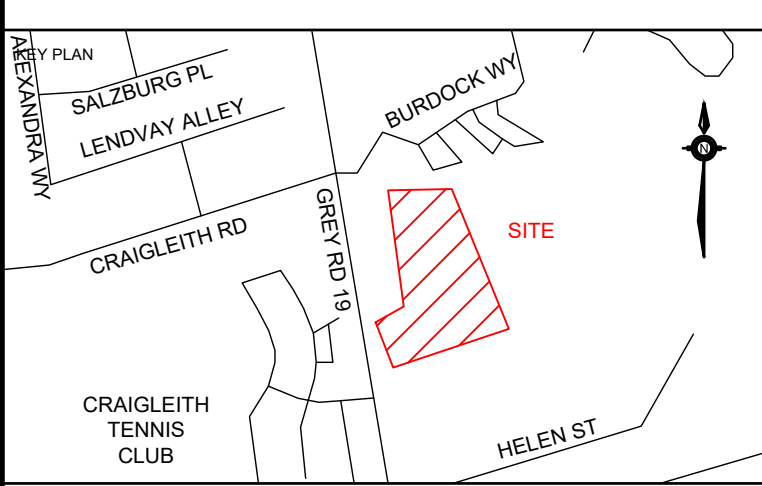 KEY PLAN
ALEXANDRA WY
SALZBURG PL
LENDVAY ALLEY
BURDOCK WY
N
CRAIGLEITH RD
GREY RD 19
SITE
CRAIGLEITH
TENNIS
CLUB
HELEN ST